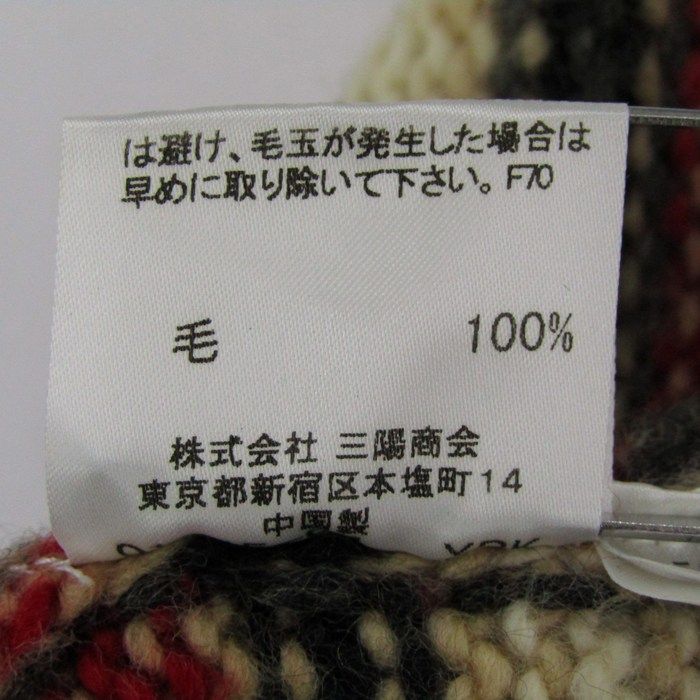 は避け、毛玉が発生した場合は
早めに取り除いて下さい。F70
毛 100%
株式会社 三陽商会
東京都新宿区本塩町14
中国製